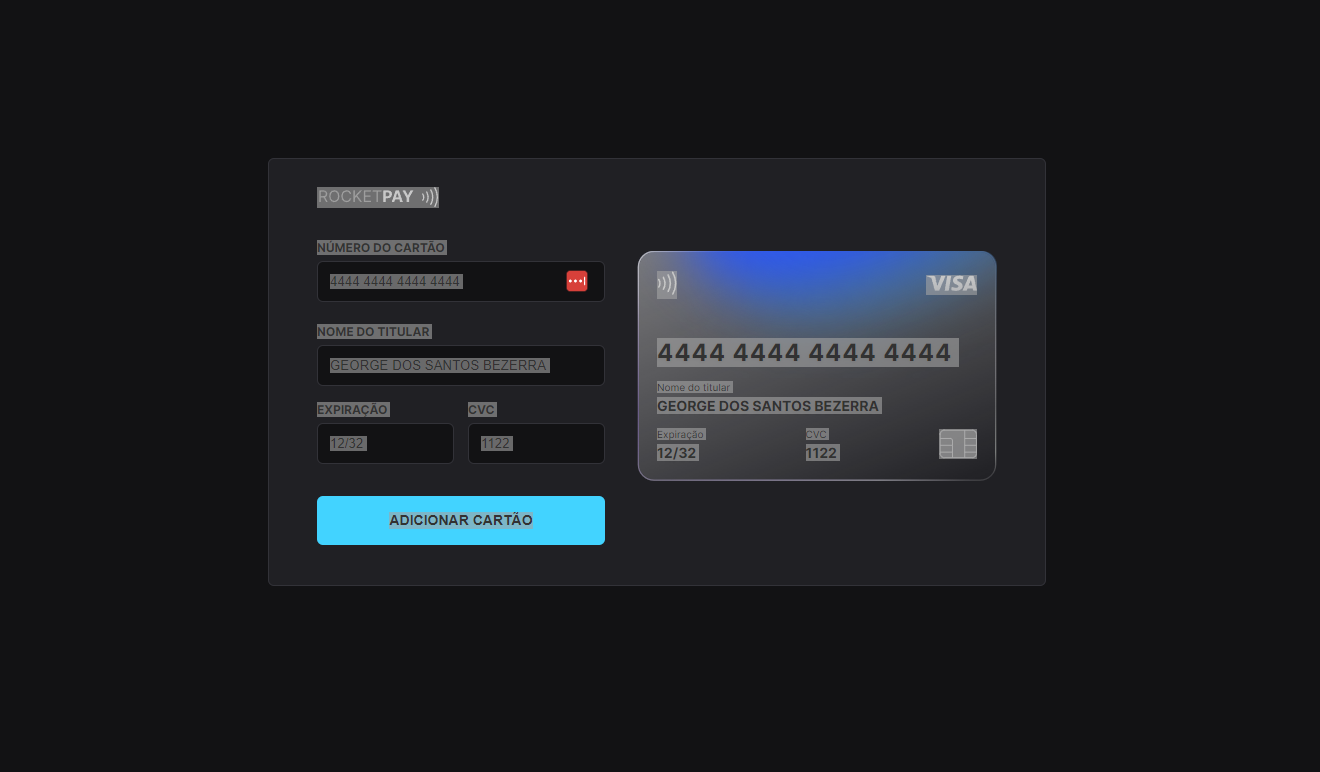 ROCKETPAY
NÚMERO DO CARTÃO
4444 4444 4444 4444
NOME DO TITULAR
GEORGE DOS SANTOS BEZERRA
EXPIRAÇÃO CVC
12/32 1122
ADICIONAR CARTÃO
VISA
4444 4444 4444 4444
Nome do titular
GEORGE DOS SANTOS BEZERRA
Expiração CVC
12/32 1122